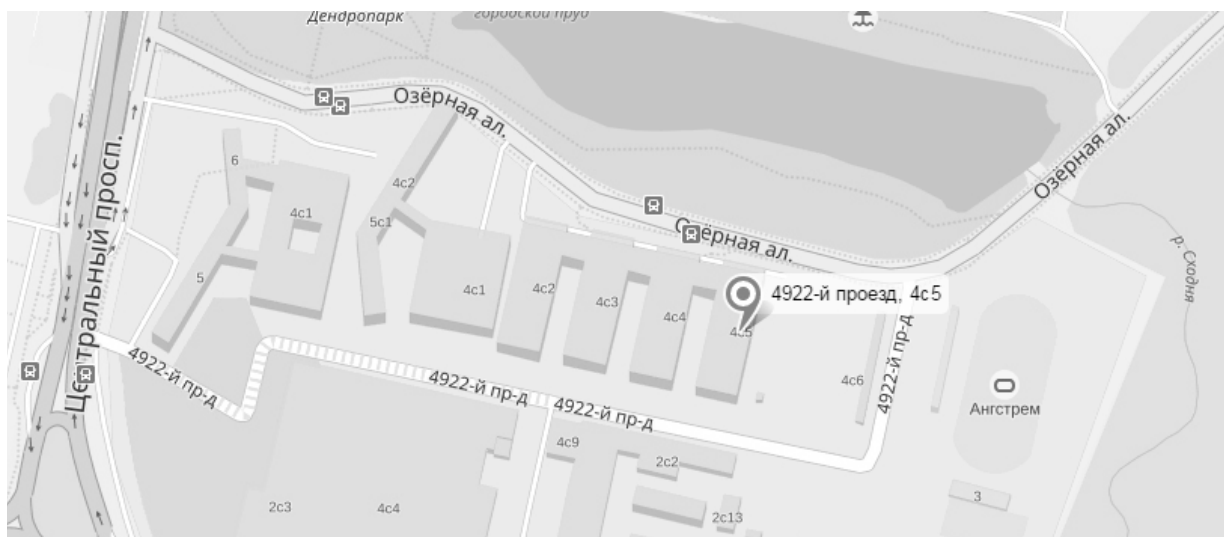 Дендропарк
городской пруд
Озёрная ал.
Озёрная ал.
6
4с2
4с1
5с1
Центральный просп.
Озёрная ал.
р. Сходня
5
4с1
4с2
4с3
4с4
4с5
4922-й проезд, 4с5
4922-й пр-д
4922-й пр-д
4922-й пр-д
4922-й пр-д
4с6
Ангстрем
4с9
2с2
3
2с3
4с4
2с13